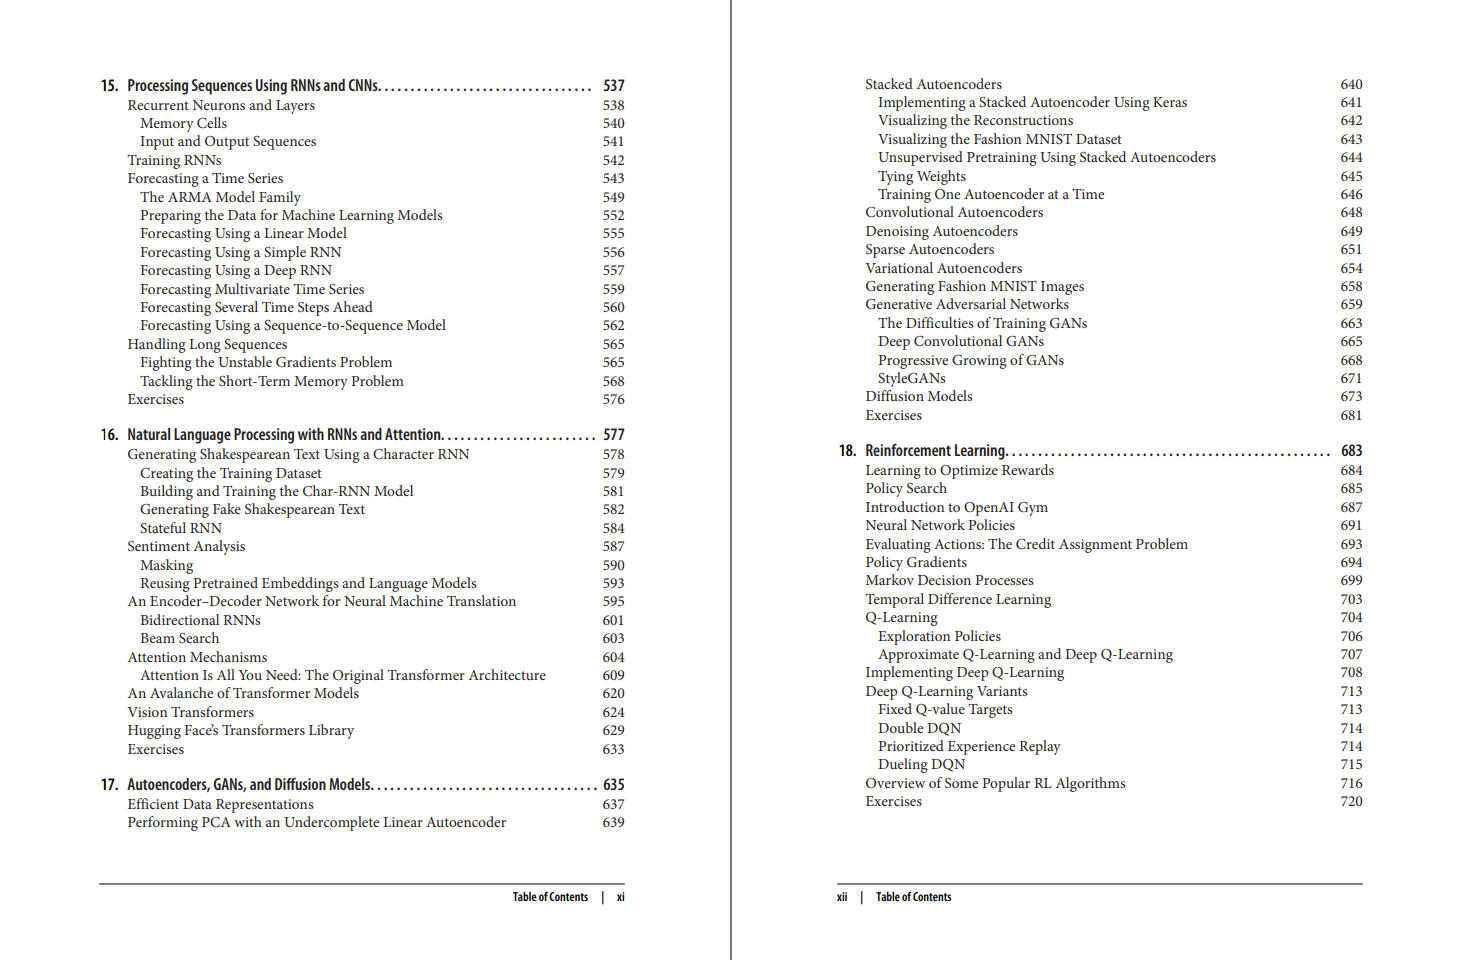 15. Processing Sequences Using RNNs and CNNs. . . . . . . . . . . . . . . . . . . . . . . . . . . . . . . . 537
Recurrent Neurons and Layers 538
Memory Cells 540
Input and Output Sequences 541
Training RNNs 542
Forecasting a Time Series 543
The ARMA Model Family 549
Preparing the Data for Machine Learning Models 552
Forecasting Using a Linear Model 555
Forecasting Using a Simple RNN 556
Forecasting Using a Deep RNN 557
Forecasting Multivariate Time Series 559
Forecasting Several Time Steps Ahead 560
Forecasting Using a Sequence-to-Sequence Model 562
Handling Long Sequences 565
Fighting the Unstable Gradients Problem 565
Tackling the Short-Term Memory Problem 568
Exercises 576
16. Natural Language Processing with RNNs and Attention. . . . . . . . . . . . . . . . . . . . . . . . 577
Generating Shakespearean Text Using a Character RNN 578
Creating the Training Dataset 579
Building and Training the Char-RNN Model 581
Generating Fake Shakespearean Text 582
Stateful RNN 584
Sentiment Analysis 587
Masking 590
Reusing Pretrained Embeddings and Language Models 593
An Encoder–Decoder Network for Neural Machine Translation 595
Bidirectional RNNs 601
Beam Search 603
Attention Mechanisms 604
Attention Is All You Need: The Original Transformer Architecture 609
An Avalanche of Transformer Models 620
Vision Transformers 624
Hugging Face’s Transformers Library 629
Exercises 633
17. Autoencoders, GANs, and Diffusion Models. . . . . . . . . . . . . . . . . . . . . . . . . . . . . . . . . . 635
Efficient Data Representations 637
Performing PCA with an Undercomplete Linear Autoencoder 639
Table of Contents | xi
Stacked Autoencoders 640
Implementing a Stacked Autoencoder Using Keras 641
Visualizing the Reconstructions 642
Visualizing the Fashion MNIST Dataset 643
Unsupervised Pretraining Using Stacked Autoencoders 644
Tying Weights 645
Training One Autoencoder at a Time 646
Convolutional Autoencoders 648
Denoising Autoencoders 649
Sparse Autoencoders 651
Variational Autoencoders 654
Generating Fashion MNIST Images 658
Generative Adversarial Networks 659
The Difficulties of Training GANs 663
Deep Convolutional GANs 665
Progressive Growing of GANs 668
StyleGANs 671
Diffusion Models 673
Exercises 681
18. Reinforcement Learning. . . . . . . . . . . . . . . . . . . . . . . . . . . . . . . . . . . . . . . . . . . . . . . . . 683
Learning to Optimize Rewards 684
Policy Search 685
Introduction to OpenAI Gym 687
Neural Network Policies 691
Evaluating Actions: The Credit Assignment Problem 693
Policy Gradients 694
Markov Decision Processes 699
Temporal Difference Learning 703
Q-Learning 704
Exploration Policies 706
Approximate Q-Learning and Deep Q-Learning 707
Implementing Deep Q-Learning 708
Deep Q-Learning Variants 713
Fixed Q-value Targets 713
Double DQN 714
Prioritized Experience Replay 714
Dueling DQN 715
Overview of Some Popular RL Algorithms 716
Exercises 720
xii | Table of Contents